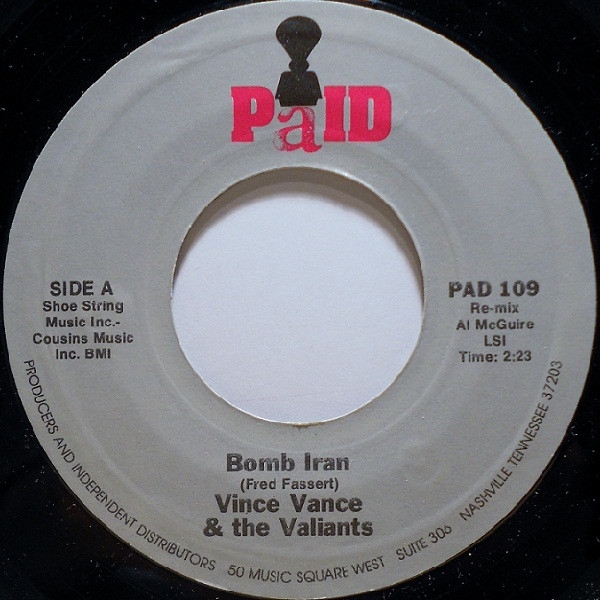 PaID
SIDE A
Shoe String
Music Inc.-
Cousins Music
Inc. BMI
PAD 109
Re-mix
Al McGuire
LSI
Time: 2:23
Bomb Iran
(Fred Fassert)
Vince Vance
& the Valiants
PRODUCERS AND INDEPENDENT DISTRIBUTORS 50 MUSIC SQUARE WEST SUITE 306 NASHVILLE TENNESSEE 37203